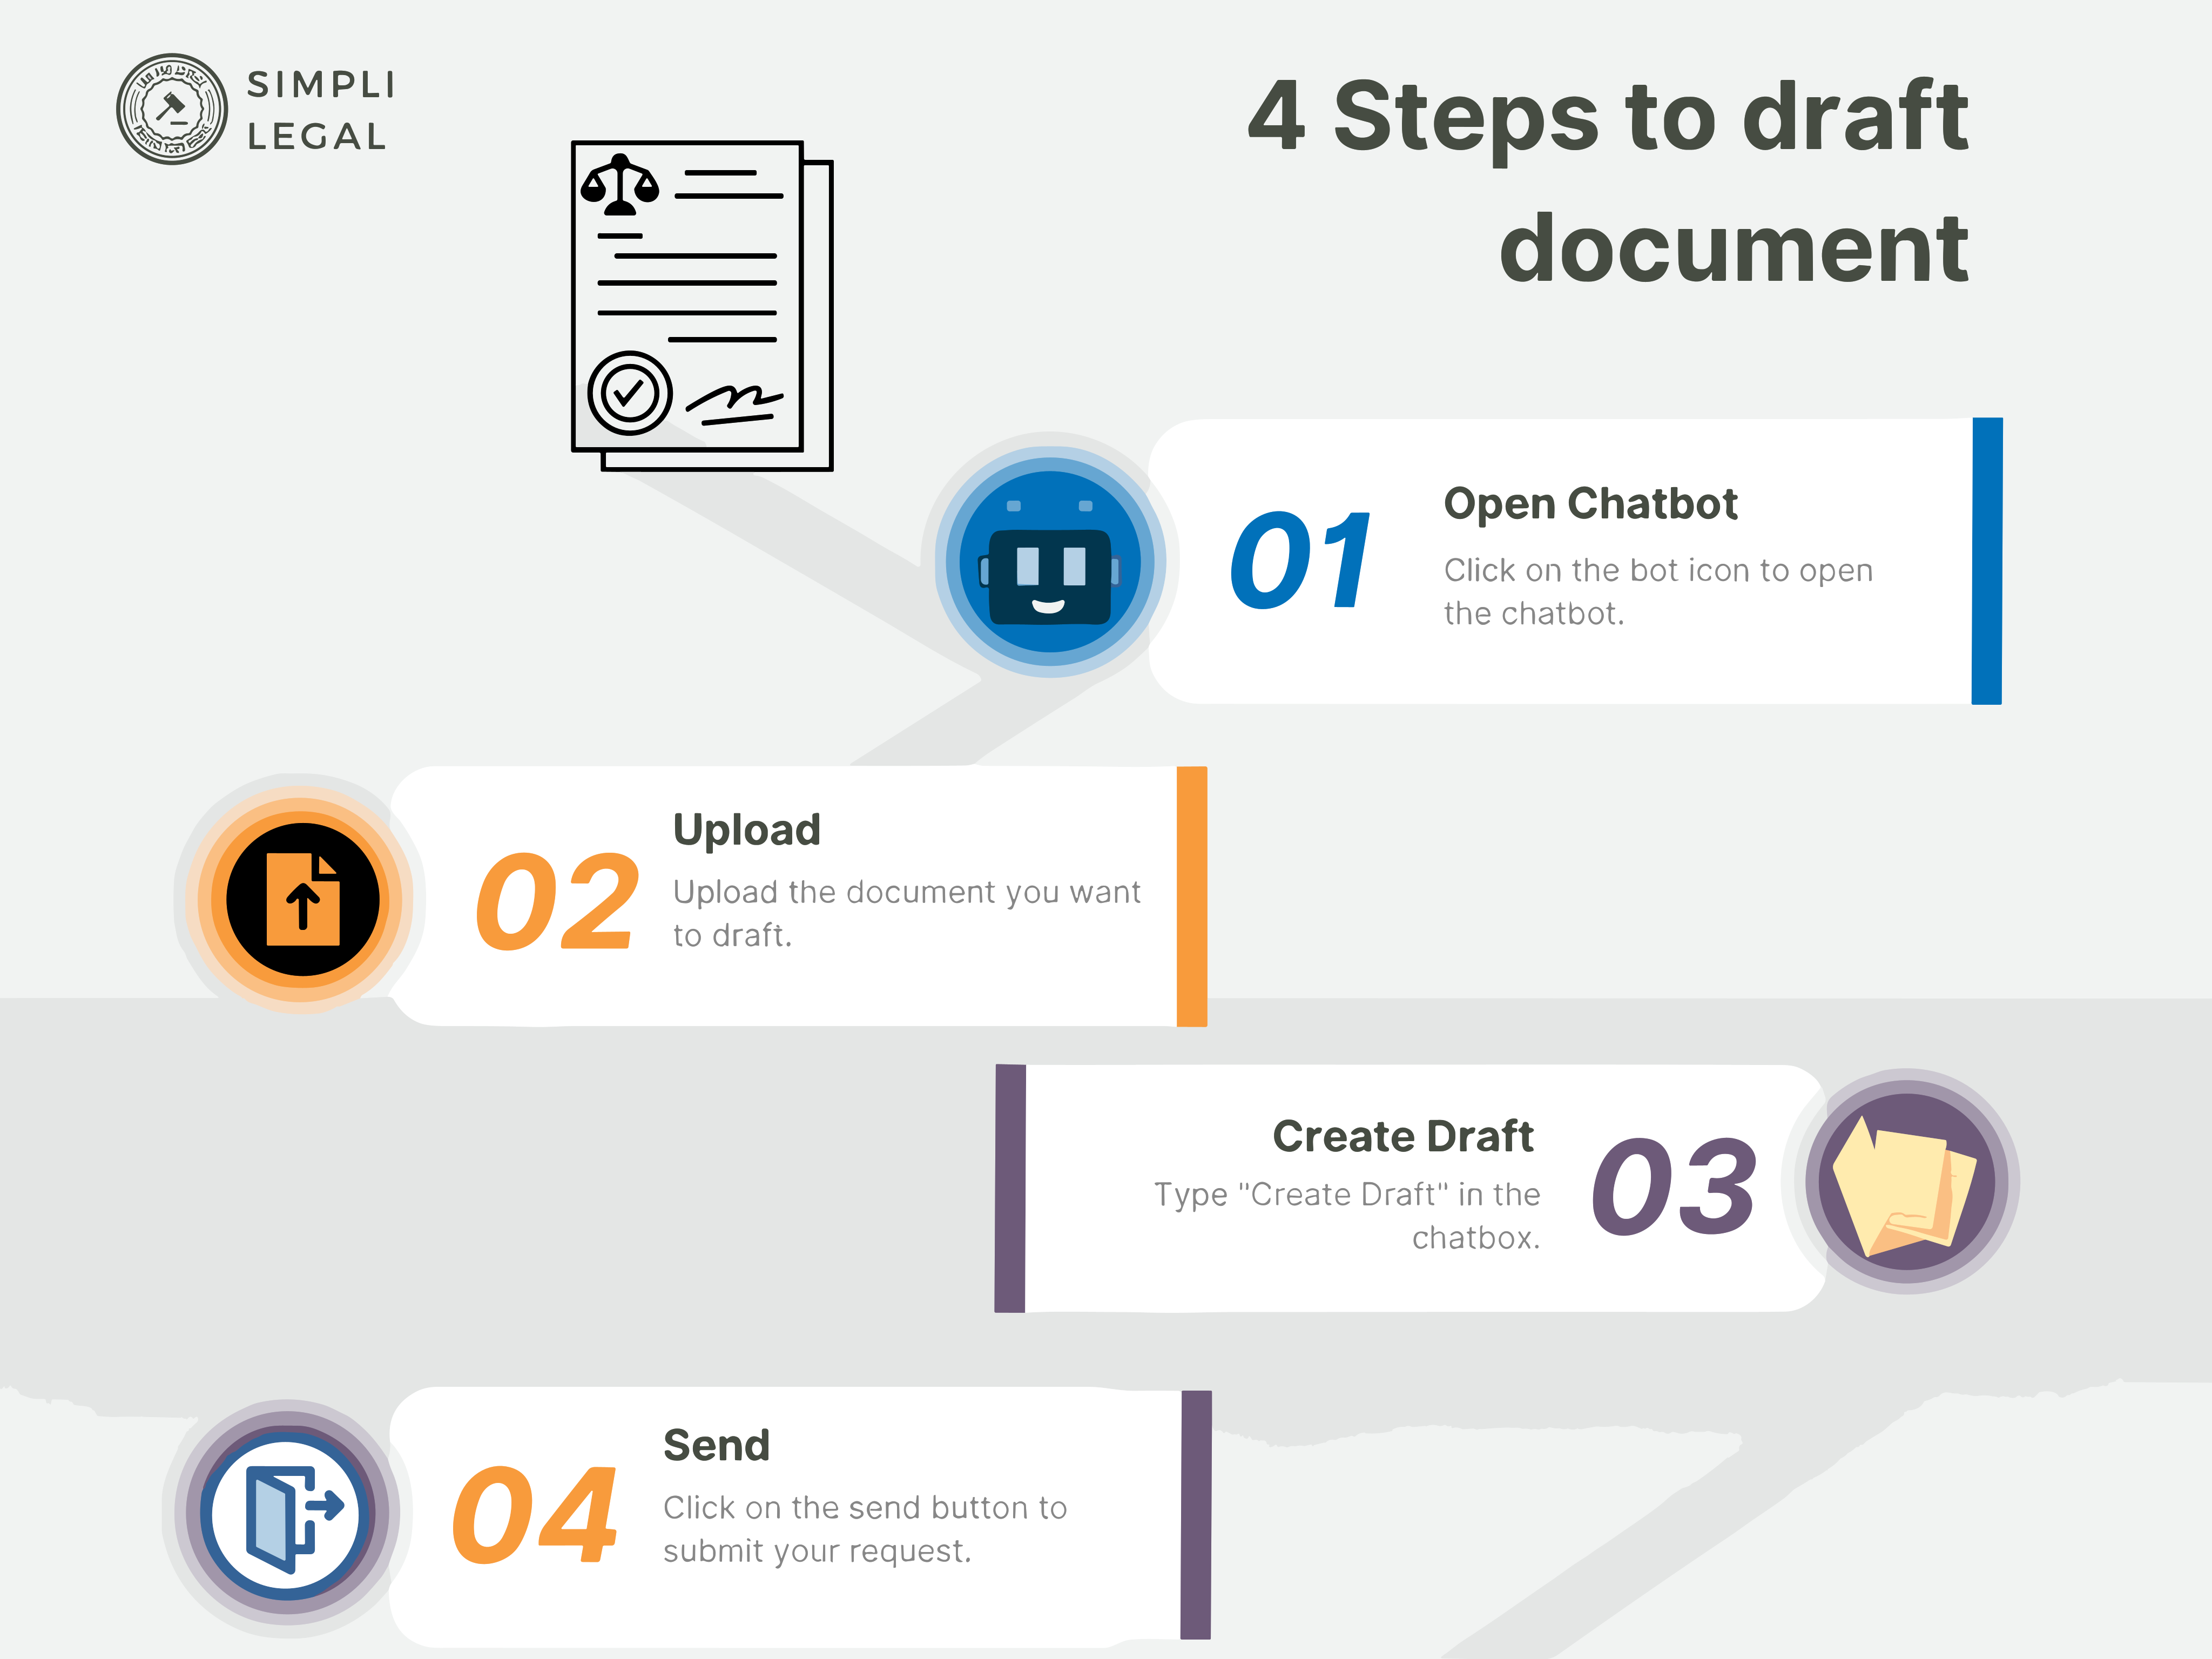 SIMPLI
LEGAL
4 Steps to draft
document
01
Open Chatbot
Click on the bot icon to open
the chatbot.
02
Upload
Upload the document you want
to draft.
Create Draft
Type "Create Draft" in the
chatbox.
03
04
Send
Click on the send button to
submit your request.